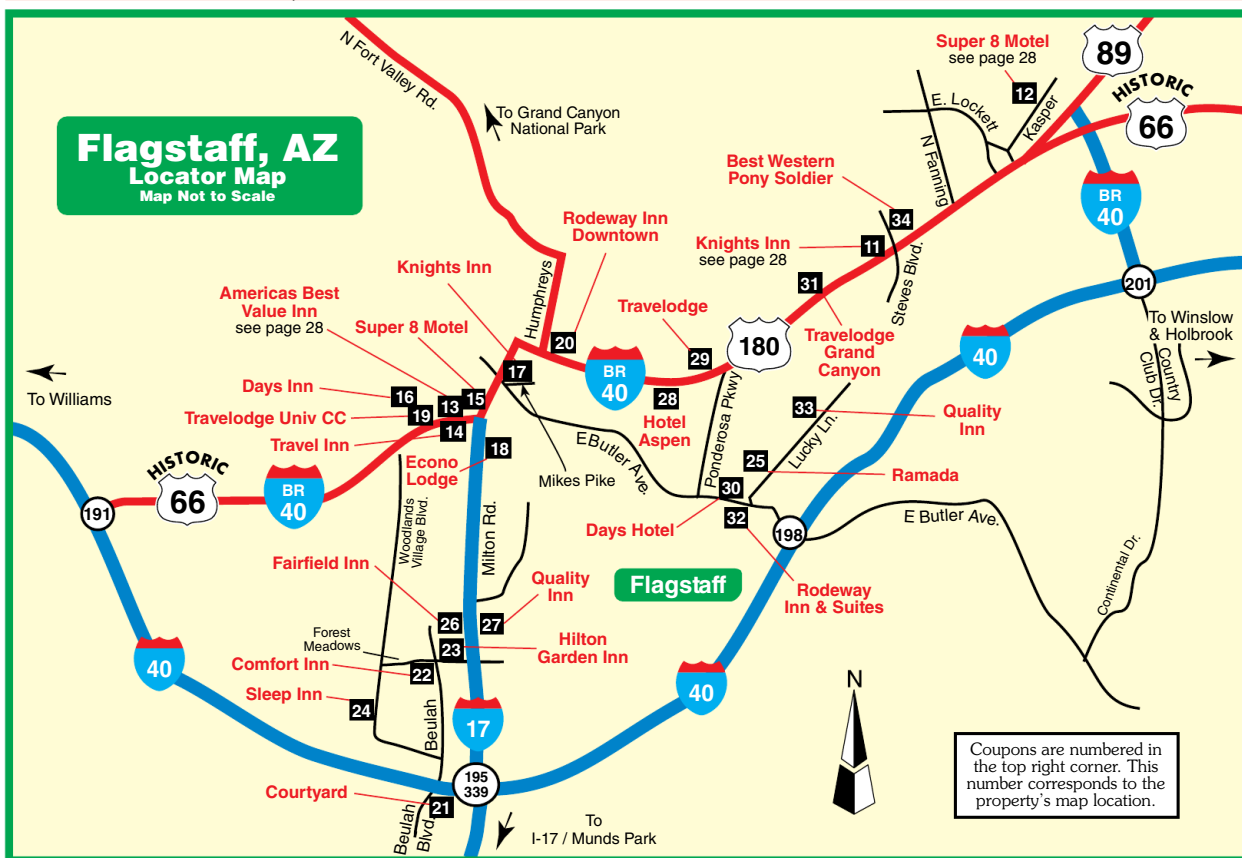 Flagstaff, AZ
Locator Map
Map Not to Scale
N Fort Valley Rd.
To Grand Canyon
National Park
Super 8 Motel
see page 28
12
89
HISTORIC
66
E. Lockett
Kasper
N Fanning
BR
40
Best Western
Pony Soldier
34
Knights Inn
see page 28
11
Steves Blvd.
31
Travelodge
Grand
Canyon
201
To Winslow
& Holbrook
Country
Club Dr.
Rodeway Inn
Downtown
20
Humphreys
Knights Inn
17
Americas Best
Value Inn
see page 28
13
Super 8 Motel
15
Travelodge
29
180
BR
40
28
Hotel
Aspen
To Williams
Days Inn
16
Travelodge Univ CC
19
Travel Inn
14
Econo
Lodge
18
Mikes Pike
E Butler Ave.
Ponderosa Pkwy
Lucky Ln.
33
Quality
Inn
40
25
Ramada
30
Days Hotel
32
Rodeway
Inn & Suites
198
E Butler Ave.
Continental Dr.
191
HISTORIC
66
BR
40
Woodlands
Village Blvd.
Milton Rd.
Flagstaff
Fairfield Inn
26
27
Quality
Inn
23
Hilton
Garden Inn
Forest
Meadows
Comfort Inn
22
Sleep Inn
24
Beulah
17
40
40
195
339
Courtyard
21
Beulah
Blvd.
To
I-17 / Munds Park
N
Coupons are numbered in
the top right corner. This
number corresponds to the
property's map location.